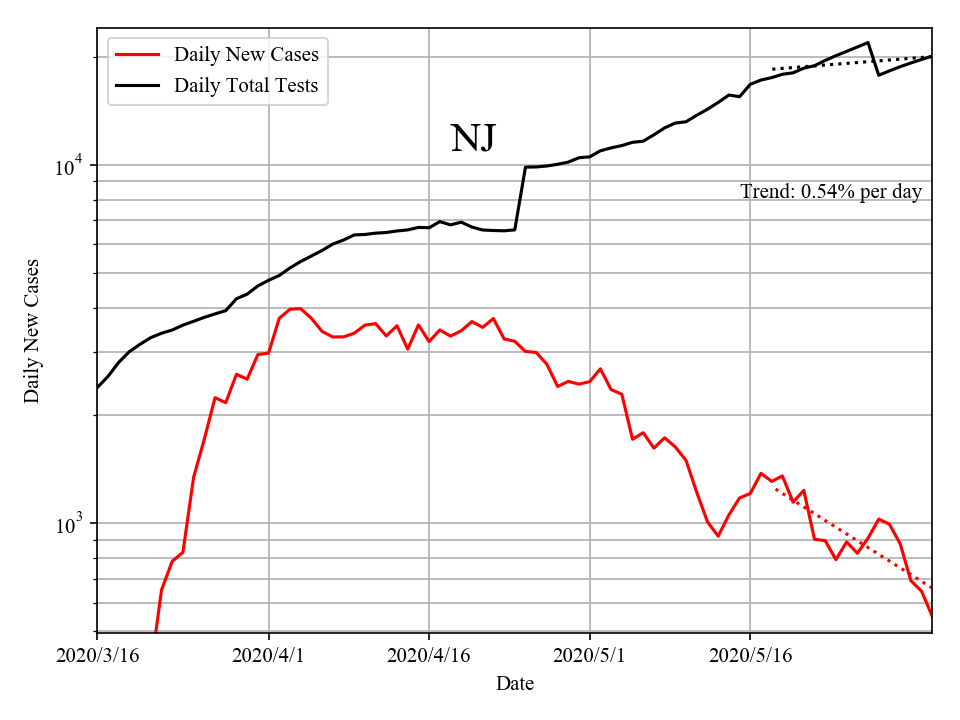 Daily New Cases
Daily Total Tests
NJ
10^4
Trend: 0.54% per day
Daily New Cases
10^3
2020/3/16 2020/4/1 2020/4/16 2020/5/1 2020/5/16
Date